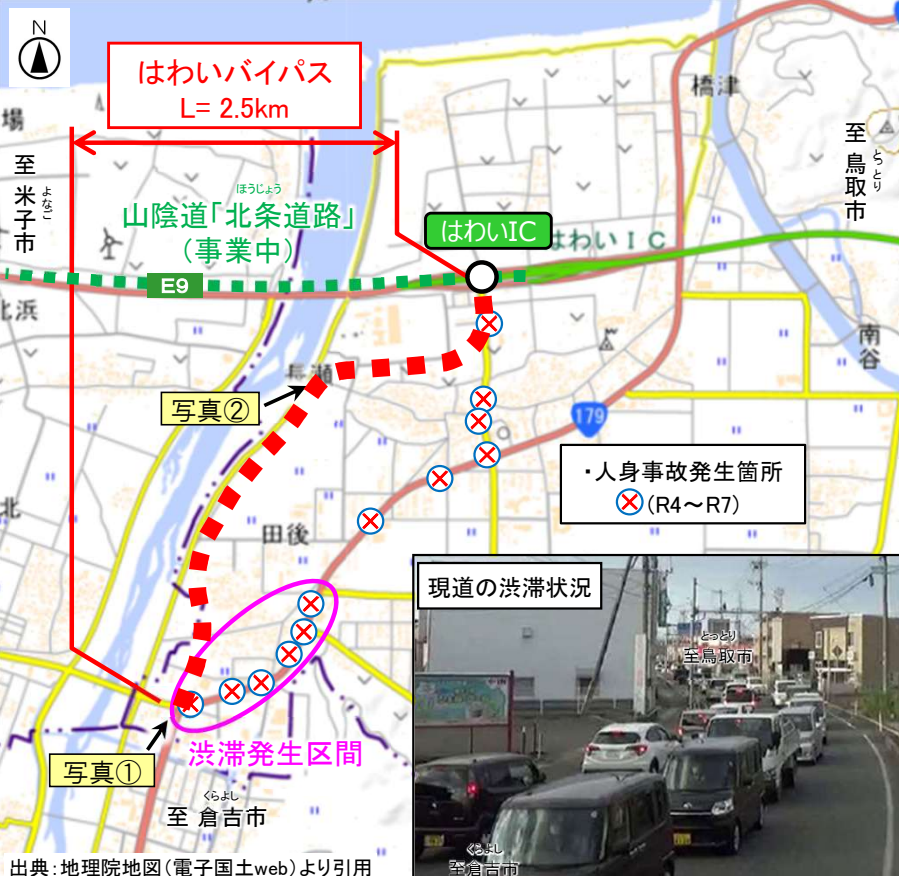 N
はわいバイパス
L= 2.5km
橋津
場
至米子市
よなご
至鳥取市
とっとり
ほうじょう
山陰道「北条道路」
(事業中)
はわいIC
はわいIC
E9
北浜
南谷
長瀬
写真②
179
・人身事故発生箇所
(R4～R7)
北
田後
現道の渋滞状況
とっとり
至鳥取市
渋滞発生区間
写真①
くらよし
至 倉吉市
くらよし
至倉吉市
出典:地理院地図(電子国土web)より引用